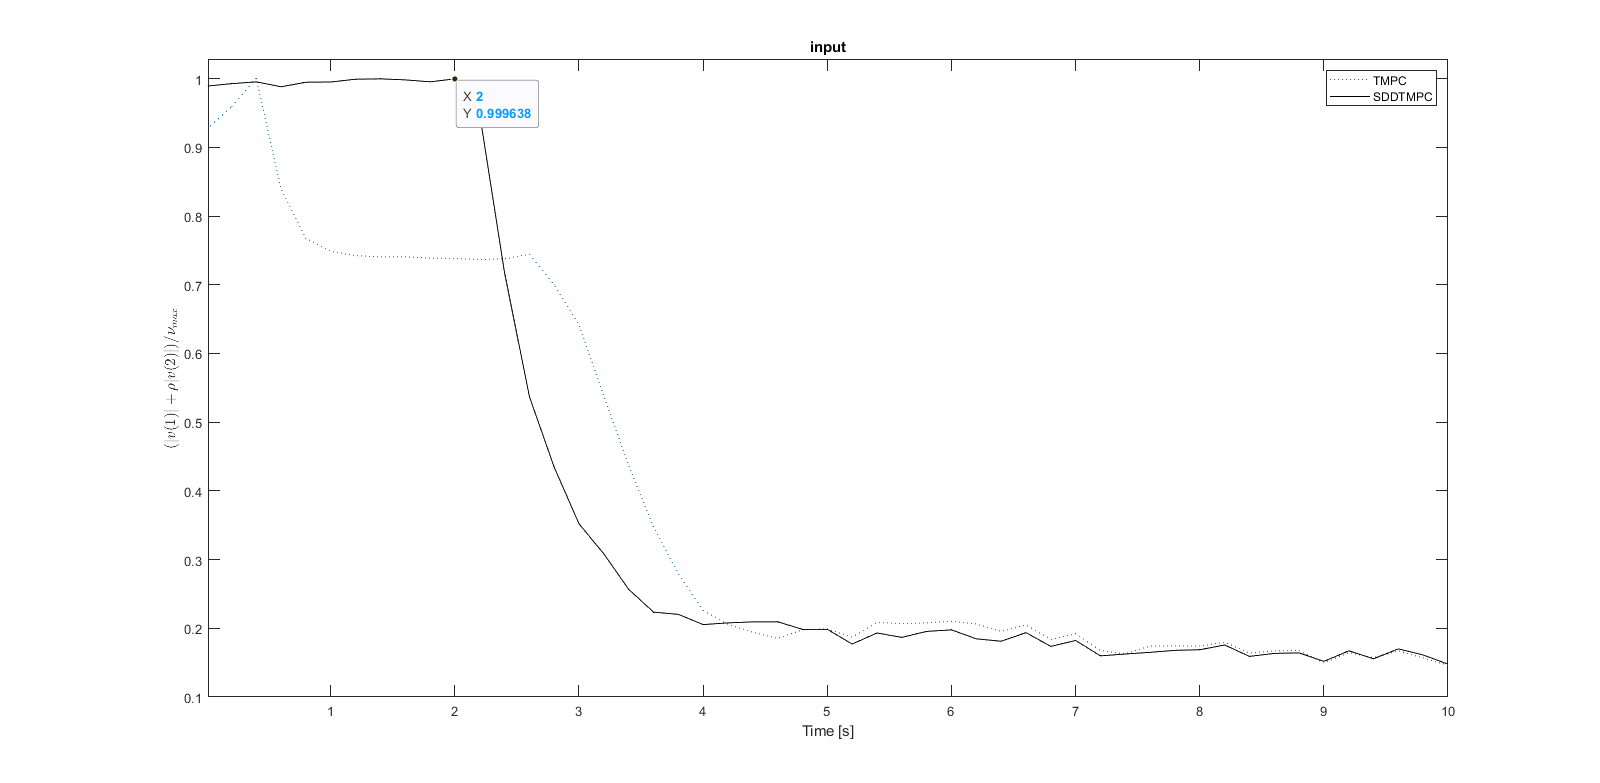 input
TMPC
SDDTMPC
X 2
Y 0.999638
1
0.9
0.8
0.7
0.6
0.5
0.4
0.3
0.2
0.1
(|v(1)| + ρ|v(2)|)/ν_max
1 2 3 4 5 6 7 8 9 10
Time [s]